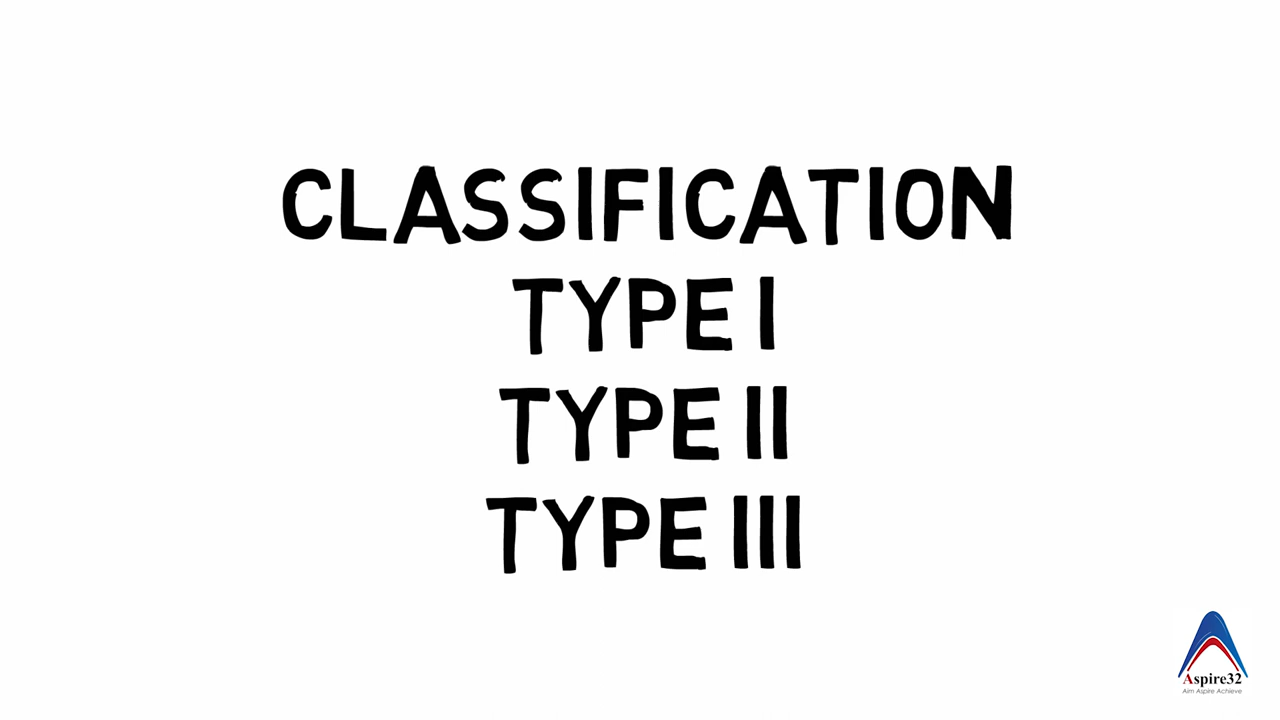 CLASSIFICATION
TYPE I
TYPE II
TYPE III
Aspire32
Aim Aspire Achieve